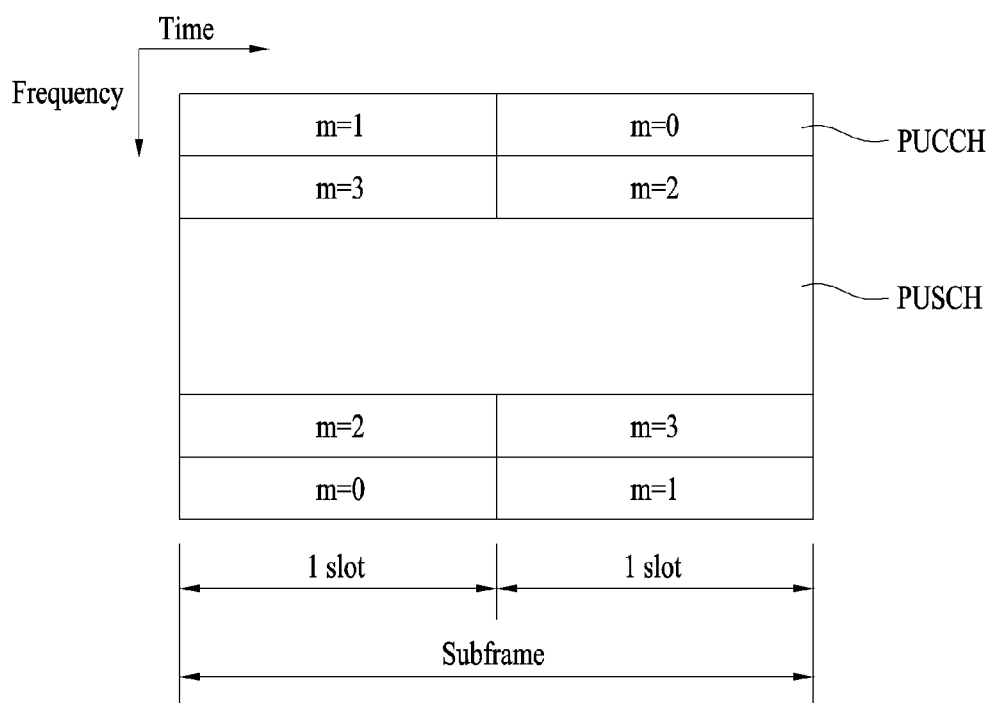 Time
Frequency
m=1 m=0
PUCCH
m=3 m=2
PUSCH
m=2 m=3
m=0 m=1
1 slot 1 slot
Subframe